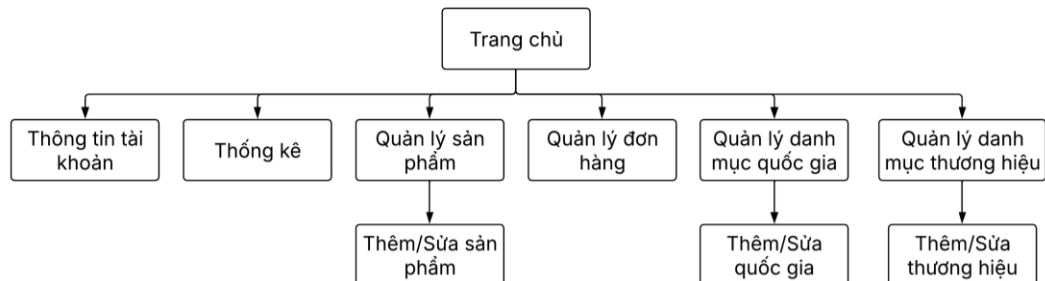 Trang chủ
Thông tin tài
khoản
Thống kê
Quản lý sản
phẩm
Quản lý đơn
hàng
Quản lý danh
mục quốc gia
Quản lý danh
mục thương hiệu
Thêm/Sửa sản
phẩm
Thêm/Sửa
quốc gia
Thêm/Sửa
thương hiệu